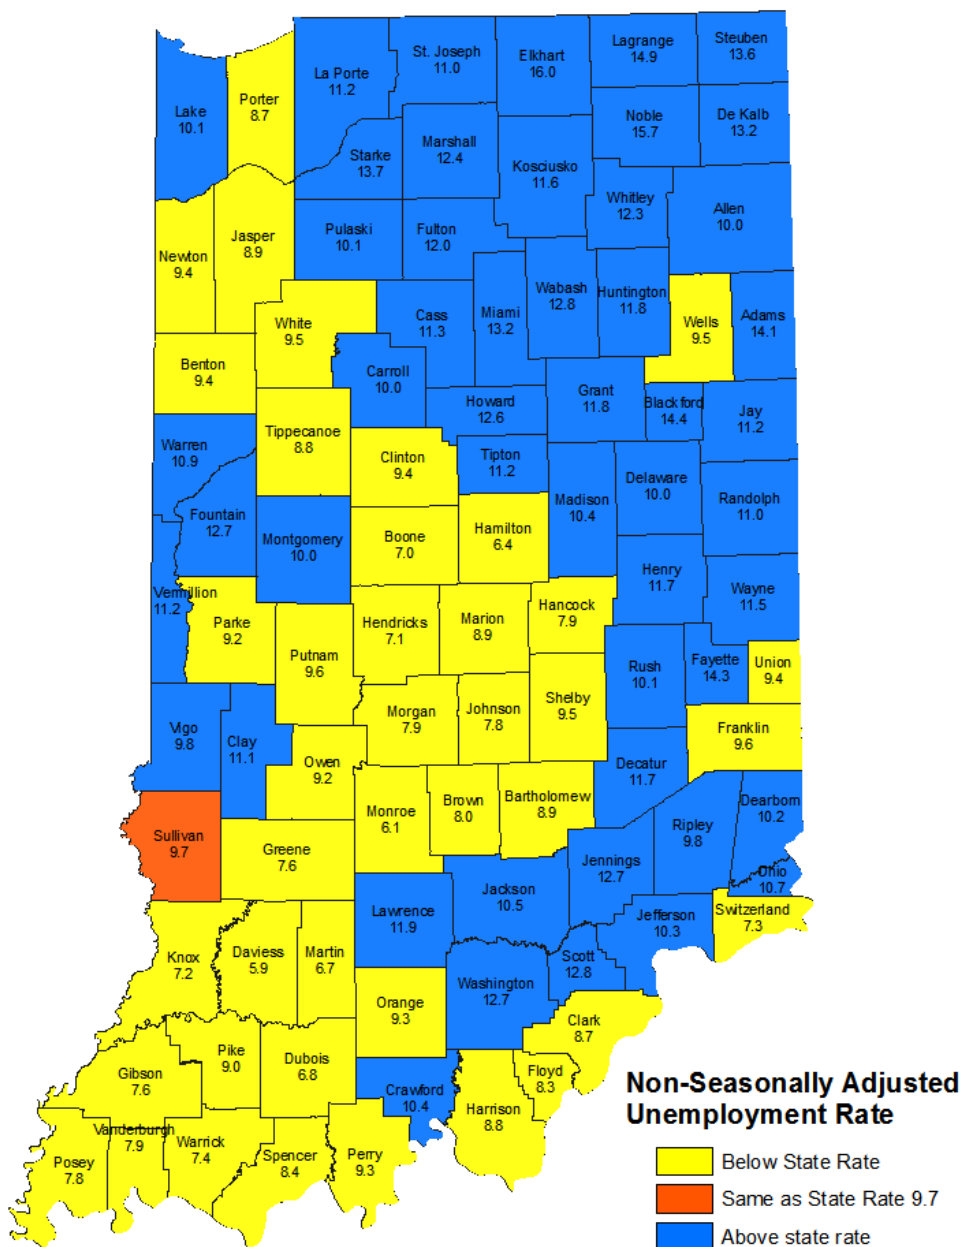 Steuben
13.6
Lagrange
14.9
St. Joseph
11.0
Elkhart
16.0
La Porte
11.2
Porter
8.7
Lake
10.1
Noble
15.7
De Kalb
13.2
Marshall
12.4
Starke
13.7
Kosciusko
11.6
Whitley
12.3
Allen
10.0
Pulaski
10.1
Fulton
12.0
Jasper
8.9
Newton
9.4
Wabash
12.8
Huntington
11.8
Miami
13.2
Cass
11.3
White
9.5
Wells
9.5
Adams
14.1
Benton
9.4
Carroll
10.0
Grant
11.8
Howard
12.6
Blackford
14.4
Jay
11.2
Tippecanoe
8.8
Warren
10.9
Clinton
9.4
Tipton
11.2
Delaware
10.0
Madison
10.4
Randolph
11.0
Fountain
12.7
Montgomery
10.0
Boone
7.0
Hamilton
6.4
Henry
11.7
Wayne
11.5
Vermillion
11.2
Parke
9.2
Hendricks
7.1
Marion
8.9
Hancock
7.9
Putnam
9.6
Rush
10.1
Fayette
14.3
Union
9.4
Morgan
7.9
Johnson
7.8
Shelby
9.5
Vigo
9.8
Clay
11.1
Franklin
9.6
Owen
9.2
Decatur
11.7
Monroe
6.1
Brown
8.0
Bartholomew
8.9
Dearborn
10.2
Ripley
9.8
Sullivan
9.7
Greene
7.6
Jennings
12.7
Ohio
10.7
Jackson
10.5
Lawrence
11.9
Jefferson
10.3
Switzerland
7.3
Knox
7.2
Daviess
5.9
Martin
6.7
Scott
12.8
Washington
12.7
Orange
9.3
Clark
8.7
Pike
9.0
Dubois
6.8
Gibson
7.6
Floyd
8.3
Crawford
10.4
Harrison
8.8
Vanderburgh
7.9
Warrick
7.4
Spencer
8.4
Perry
9.3
Posey
7.8
Non-Seasonally Adjusted
Unemployment Rate
Below State Rate
Same as State Rate 9.7
Above state rate